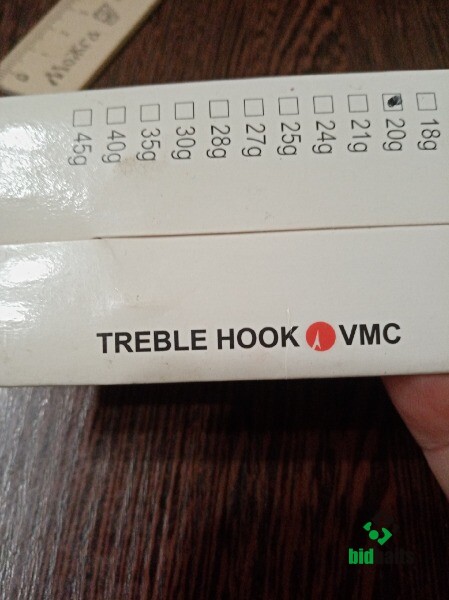 45g
40g
35g
30g
28g
27g
25g
24g
21g
20g
18g
TREBLE HOOK VMC
bidbaits